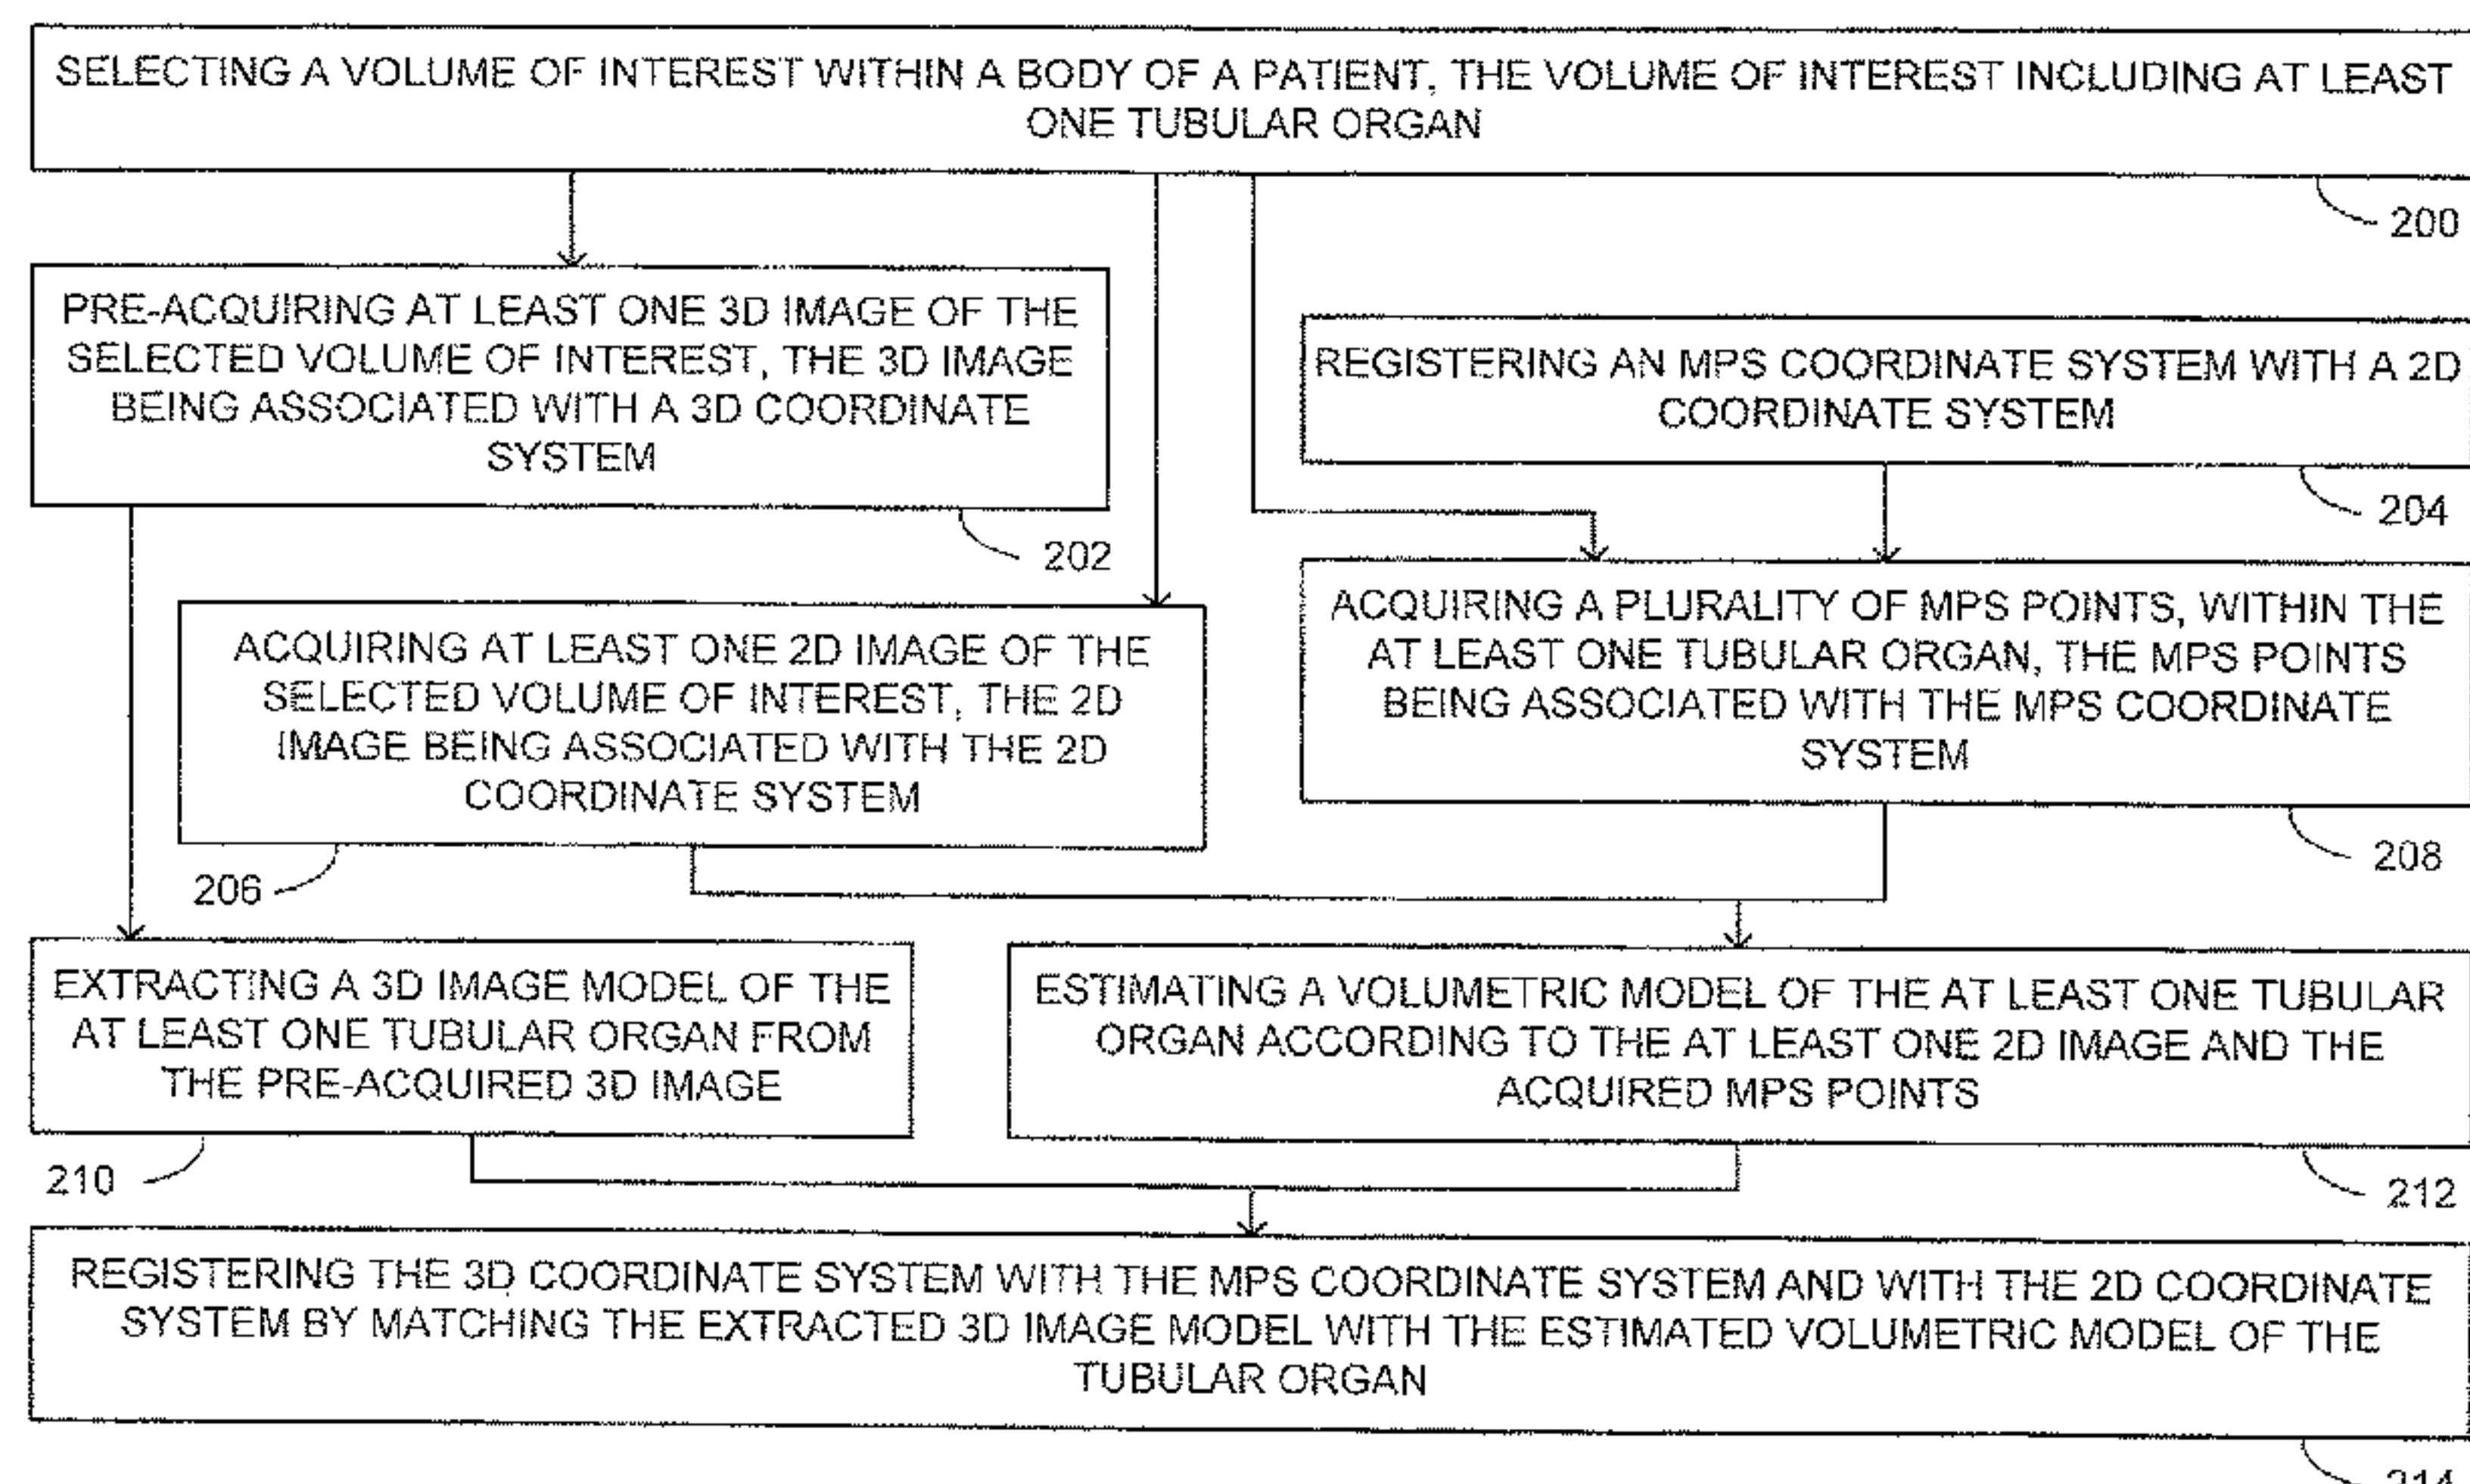 SELECTING A VOLUME OF INTEREST WITHIN A BODY OF A PATIENT, THE VOLUME OF INTEREST INCLUDING AT LEAST
ONE TUBULAR ORGAN
200
PRE-ACQUIRING AT LEAST ONE 3D IMAGE OF THE
SELECTED VOLUME OF INTEREST, THE 3D IMAGE
BEING ASSOCIATED WITH A 3D COORDINATE
SYSTEM
202
REGISTERING AN MPS COORDINATE SYSTEM WITH A 2D
COORDINATE SYSTEM
204
ACQUIRING AT LEAST ONE 2D IMAGE OF THE
SELECTED VOLUME OF INTEREST, THE 2D
IMAGE BEING ASSOCIATED WITH THE 2D
COORDINATE SYSTEM
206
ACQUIRING A PLURALITY OF MPS POINTS, WITHIN THE
AT LEAST ONE TUBULAR ORGAN, THE MPS POINTS
BEING ASSOCIATED WITH THE MPS COORDINATE
SYSTEM
208
EXTRACTING A 3D IMAGE MODEL OF THE
AT LEAST ONE TUBULAR ORGAN FROM
THE PRE-ACQUIRED 3D IMAGE
210
ESTIMATING A VOLUMETRIC MODEL OF THE AT LEAST ONE TUBULAR
ORGAN ACCORDING TO THE AT LEAST ONE 2D IMAGE AND THE
ACQUIRED MPS POINTS
212
REGISTERING THE 3D COORDINATE SYSTEM WITH THE MPS COORDINATE SYSTEM AND WITH THE 2D COORDINATE
SYSTEM BY MATCHING THE EXTRACTED 3D IMAGE MODEL WITH THE ESTIMATED VOLUMETRIC MODEL OF THE
TUBULAR ORGAN
214